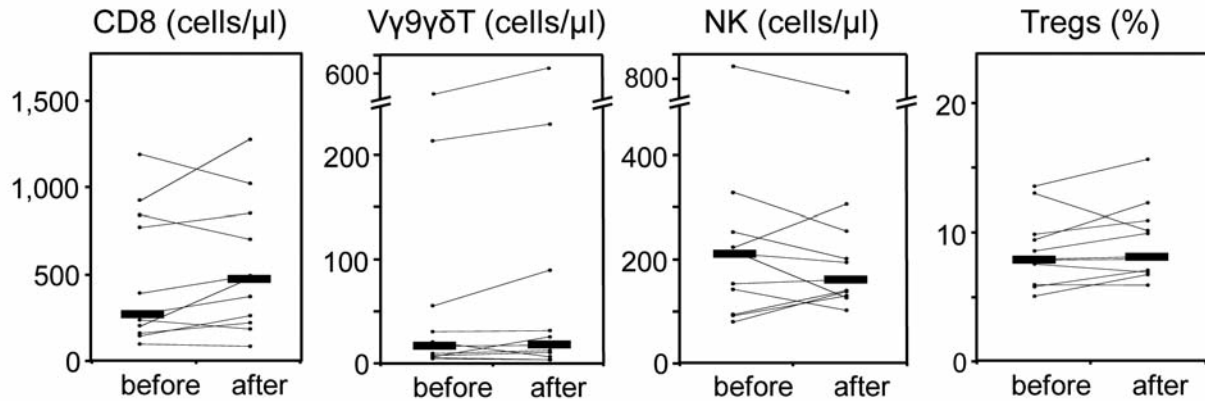 CD8 (cells/µl)
1,500
1,000
500
0
before after
Vγ9γδT (cells/µl)
600
200
100
0
before after
NK (cells/µl)
800
400
200
0
before after
Tregs (%)
20
10
0
before after